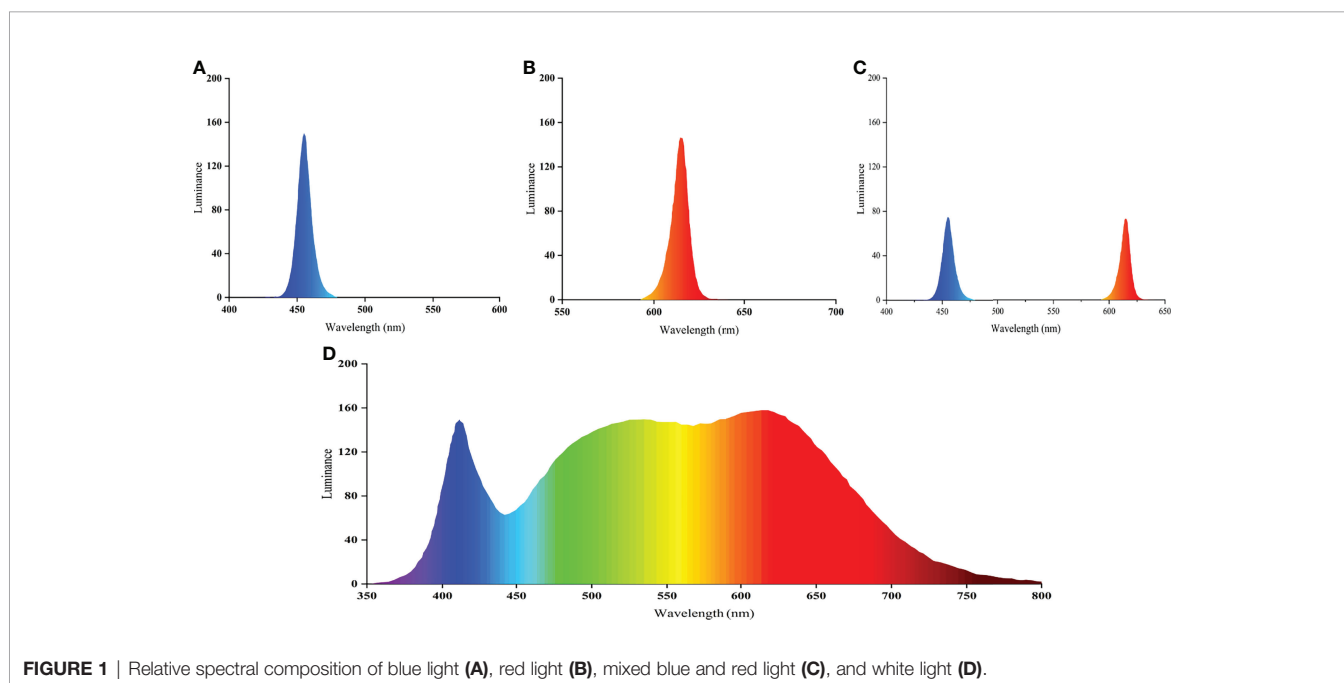 A
200
160
120
80
40
0
Luminance
400 450 500 550 600
Wavelength (nm)
B
200
160
120
80
40
0
Luminance
550 600 650 700
Wavelength (rm)
C
200
160
120
80
40
0
Luminance
400 450 500 550 600 650
Wavelength (nm)
D
200
160
120
80
40
0
Luminance
350 400 450 500 550 600 650 700 750 800
Wavelength (nm)
FIGURE 1 | Relative spectral composition of blue light (A), red light (B), mixed blue and red light (C), and white light (D).